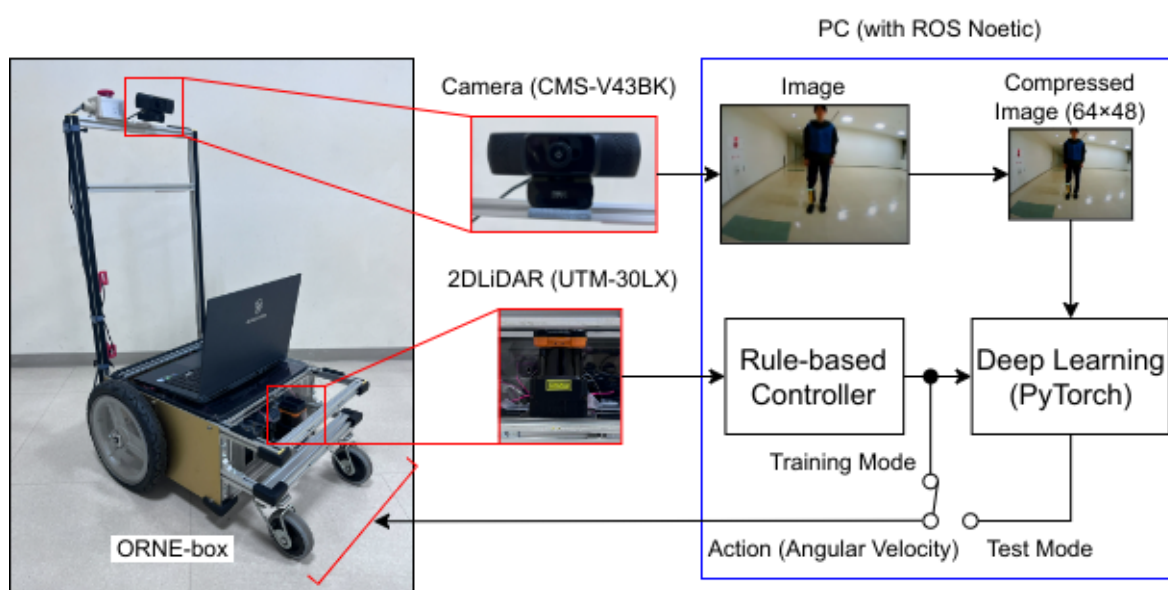 PC (with ROS Noetic)
Camera (CMS-V43BK)
Image
Compressed
Image (64×48)
2DLiDAR (UTM-30LX)
Rule-based
Controller
Deep Learning
(PyTorch)
Training Mode
Action (Angular Velocity)
Test Mode
ORNE-box